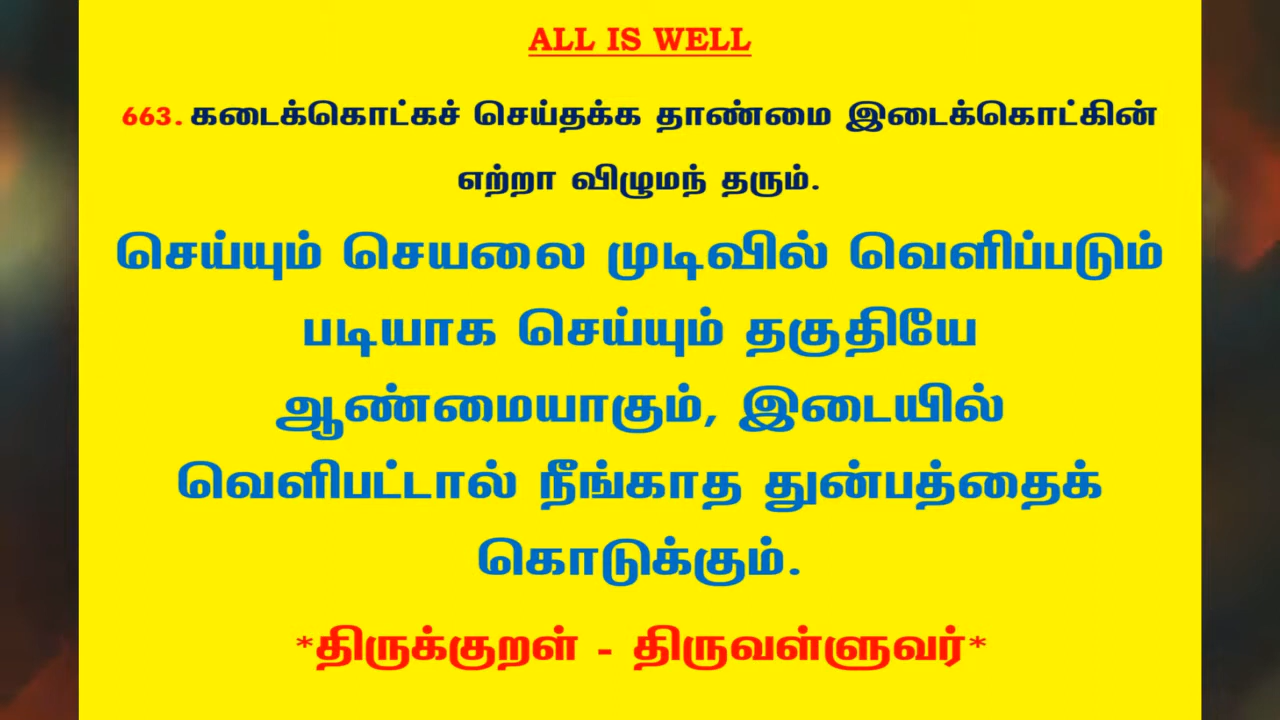 ALL IS WELL
663. கடைக்கொட்கச் செய்தக்க தாண்மை இடைக்கொட்கின்
எற்றா விழுமந் தரும்.
செய்யும் செயலை முடிவில் வெளிப்படும்
படியாக செய்யும் தகுதியே
ஆண்மையாகும், இடையில்
வெளிபட்டால் நீங்காத துன்பத்தைக்
கொடுக்கும்.
*திருக்குறள் - திருவள்ளுவர்*